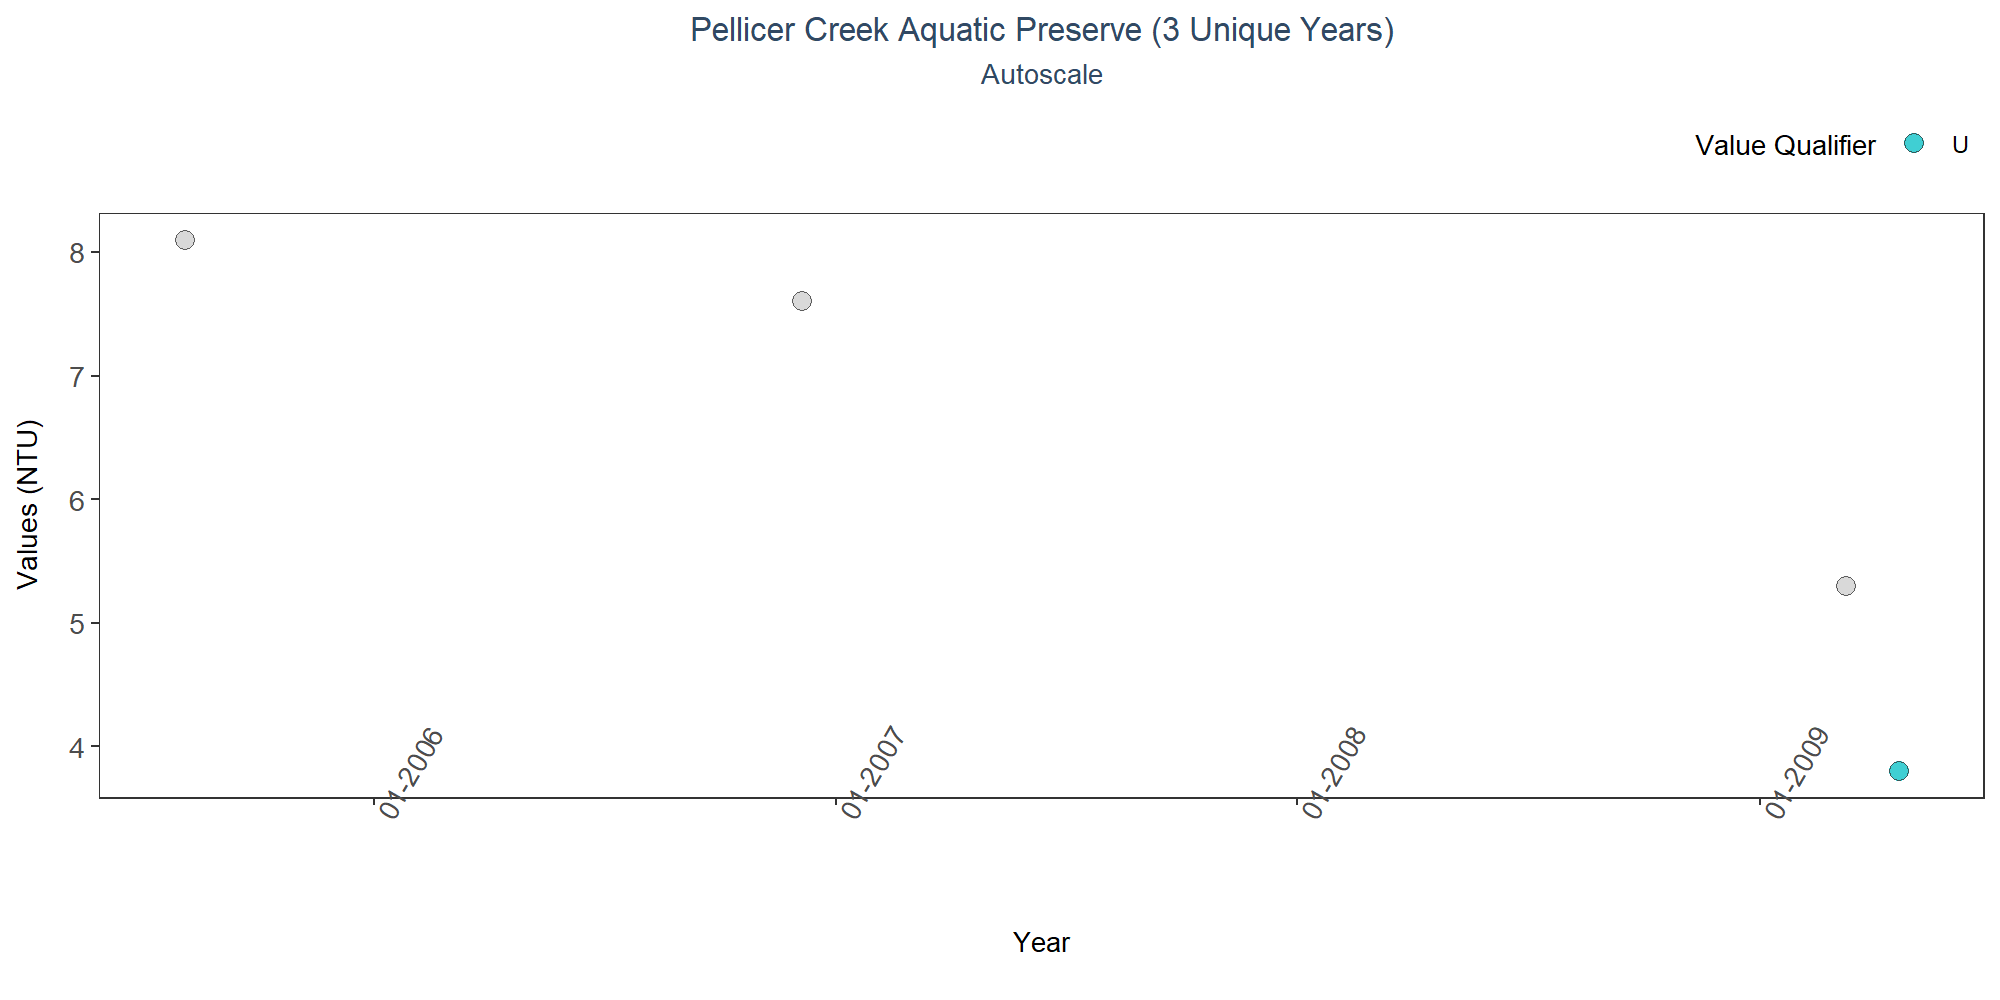 Pellicer Creek Aquatic Preserve (3 Unique Years)
Autoscale
Value Qualifier U
Values (NTU)
8
7
6
5
4
01-2006 01-2007 01-2008 01-2009
Year